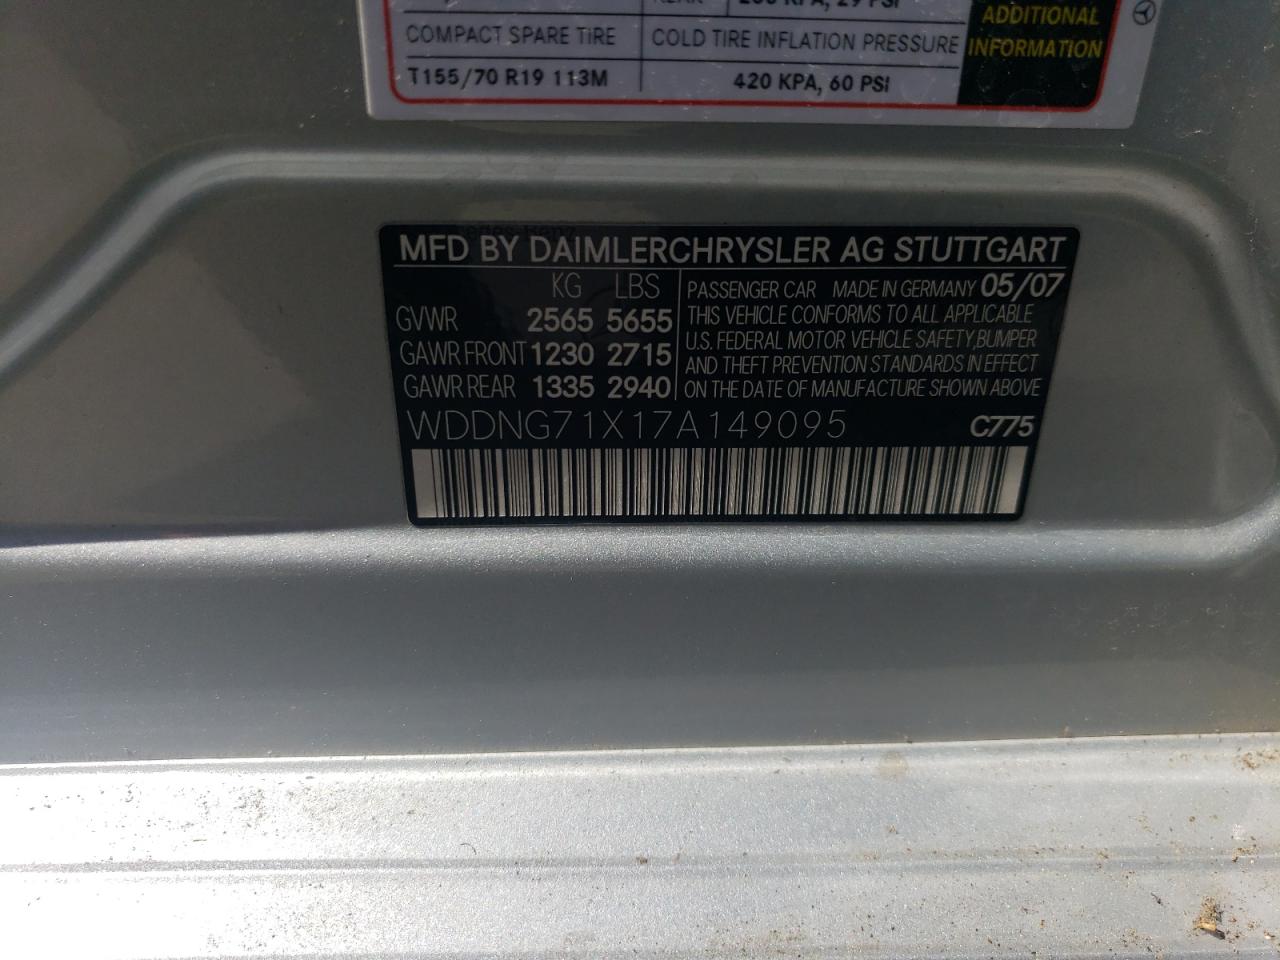 29 PSI
COMPACT SPARE TIRE COLD TIRE INFLATION PRESSURE
T155/70 R19 113M 420 KPA, 60 PSI
ADDITIONAL
INFORMATION
MFD BY DAIMLERCHRYSLER AG STUTTGART
KG LBS
GVWR 2565 5655
GAWR FRONT 1230 2715
GAWR REAR 1335 2940
PASSENGER CAR MADE IN GERMANY 05/07
THIS VEHICLE CONFORMS TO ALL APPLICABLE
U.S. FEDERAL MOTOR VEHICLE SAFETY,BUMPER
AND THEFT PREVENTION STANDARDS IN EFFECT
ON THE DATE OF MANUFACTURE SHOWN ABOVE
WDDNG71X17A149095 C775